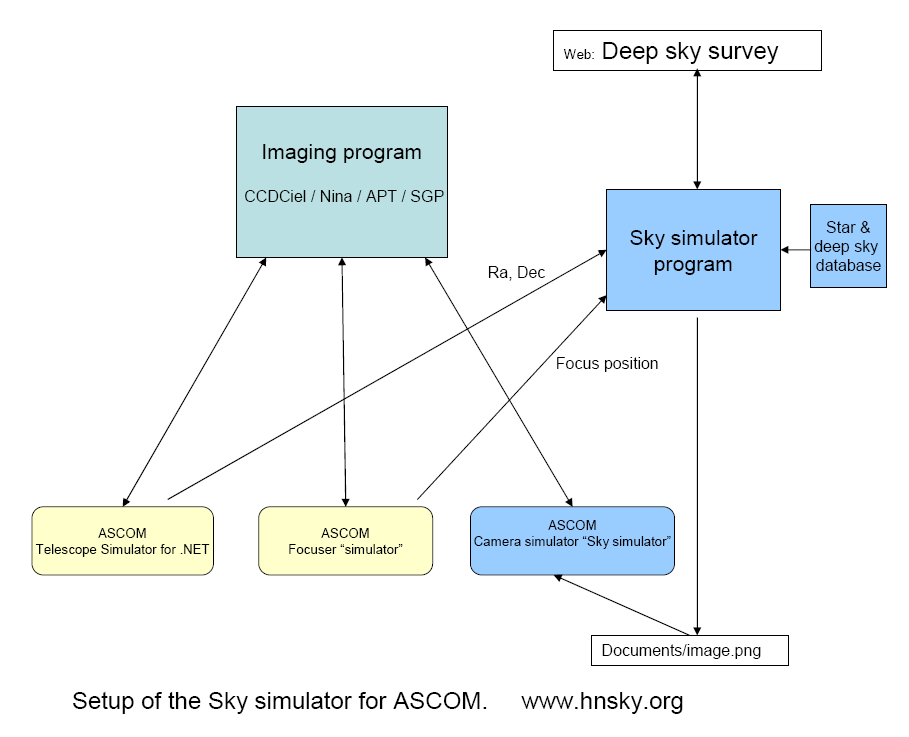 Web: Deep sky survey
Imaging program
CCDCiel / Nina / APT / SGP
Sky simulator
program
Star &
deep sky
database
Ra, Dec
Focus position
ASCOM
Telescope Simulator for .NET
ASCOM
Focuser “simulator”
ASCOM
Camera simulator “Sky simulator”
Documents/image.png
Setup of the Sky simulator for ASCOM. www.hnsky.org